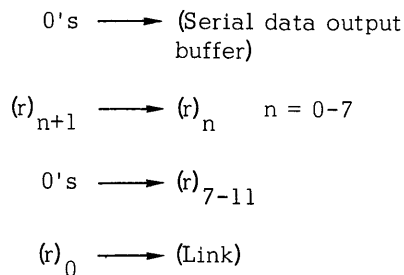 0's ⟶ (Serial data output
buffer)
(r)n+1 ⟶ (r)n n = 0-7
0's ⟶ (r)7-11
(r)0 ⟶ (Link)